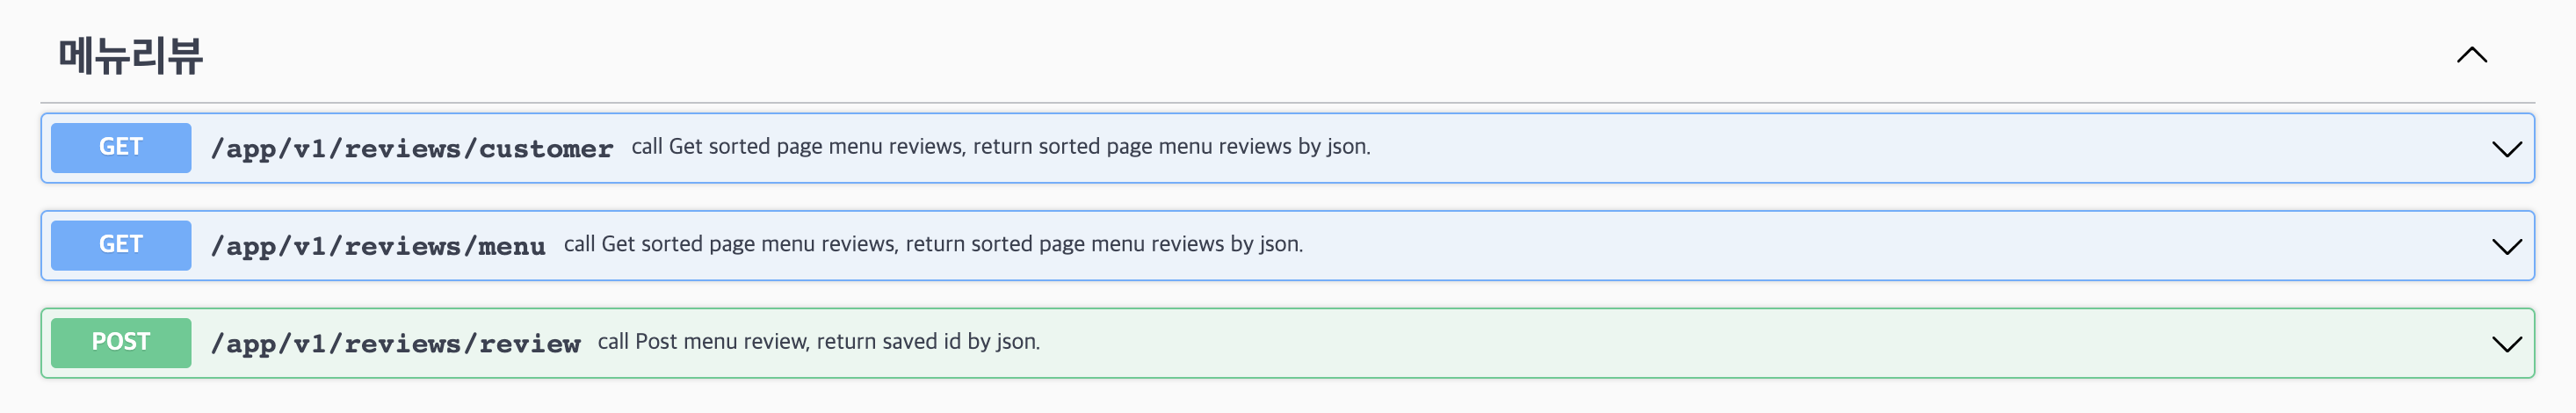 메뉴리뷰
GET /app/v1/reviews/customer call Get sorted page menu reviews, return sorted page menu reviews by json.
GET /app/v1/reviews/menu call Get sorted page menu reviews, return sorted page menu reviews by json.
POST /app/v1/reviews/review call Post menu review, return saved id by json.